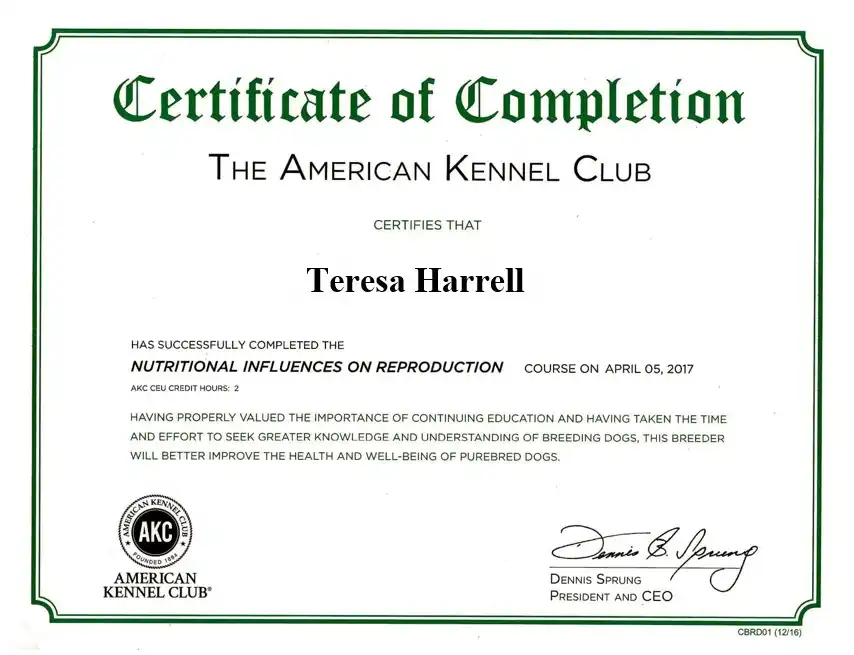 Certificate of Completion
THE AMERICAN KENNEL CLUB
CERTIFIES THAT
Teresa Harrell
HAS SUCCESSFULLY COMPLETED THE
NUTRITIONAL INFLUENCES ON REPRODUCTION COURSE ON APRIL 05, 2017
AKC CEU CREDIT HOURS: 2
HAVING PROPERLY VALUED THE IMPORTANCE OF CONTINUING EDUCATION AND HAVING TAKEN THE TIME
AND EFFORT TO SEEK GREATER KNOWLEDGE AND UNDERSTANDING OF BREEDING DOGS, THIS BREEDER
WILL BETTER IMPROVE THE HEALTH AND WELL-BEING OF PUREBRED DOGS.
AMERICAN KENNEL CLUB
AKC
FOUNDED 1884
AMERICAN
KENNEL CLUB®
Dennis B. Sprung
DENNIS SPRUNG
PRESIDENT AND CEO
CBRD01 (12/16)